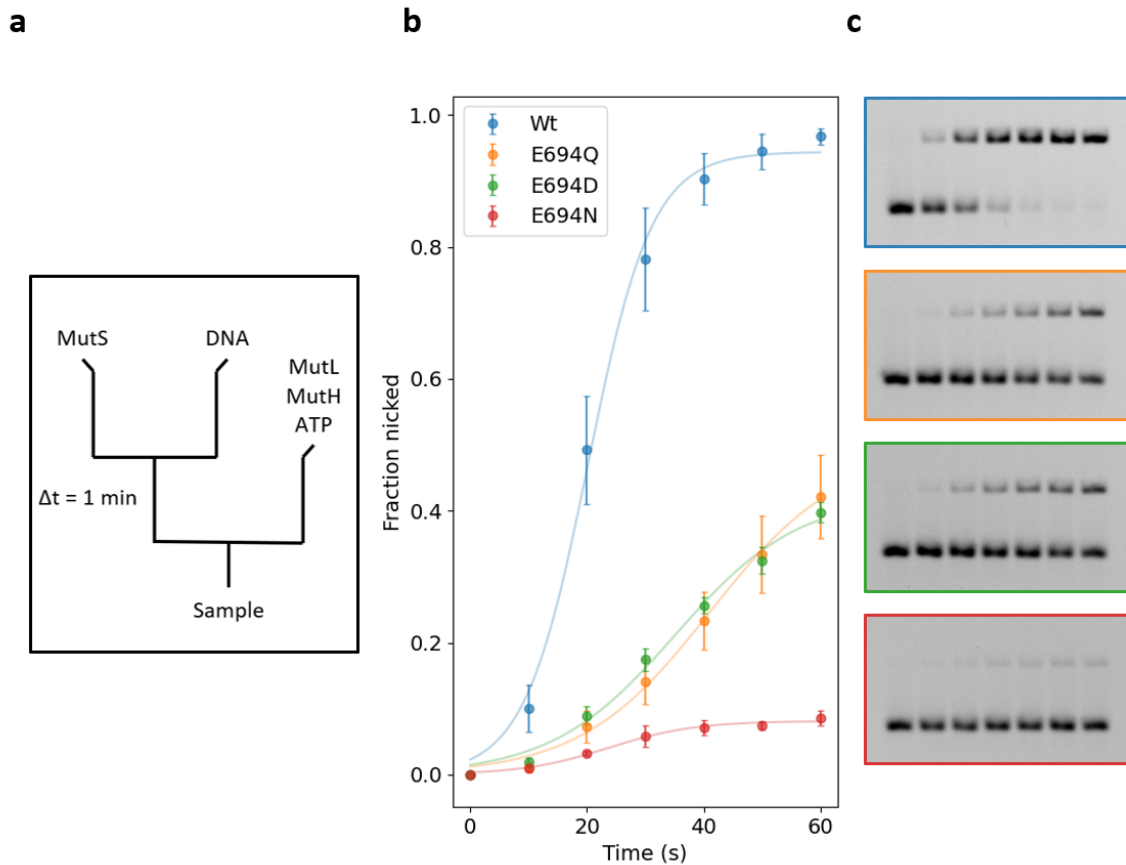 a
b
c
MutS
DNA
MutL
MutH
ATP
Δt = 1 min
Sample
Fraction nicked
1.0
0.8
0.6
0.4
0.2
0.0
Wt
E694Q
E694D
E694N
0
20
40
60
Time (s)